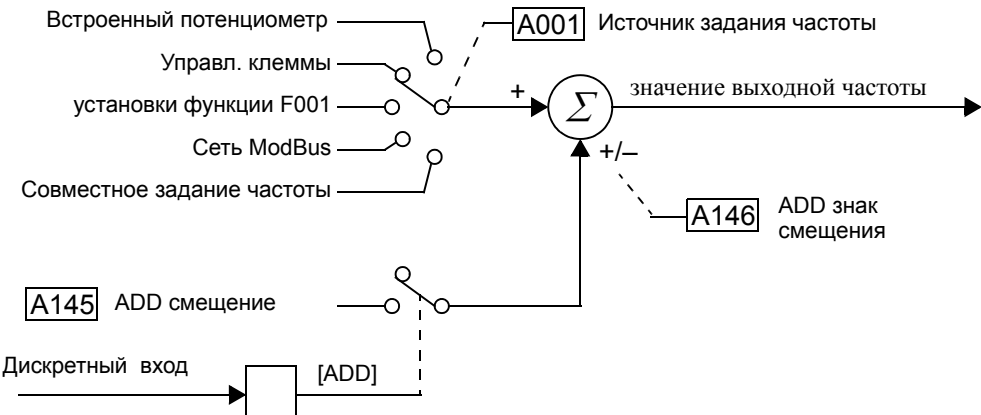 Встроенный потенциометр
A001 Источник задания частоты
Управл. клеммы
установки функции F001
+
Σ
значение выходной частоты
Сеть ModBus
+/–
Совместное задание частоты
A146 ADD знак
смещения
A145 ADD смещение
Дискретный вход
[ADD]